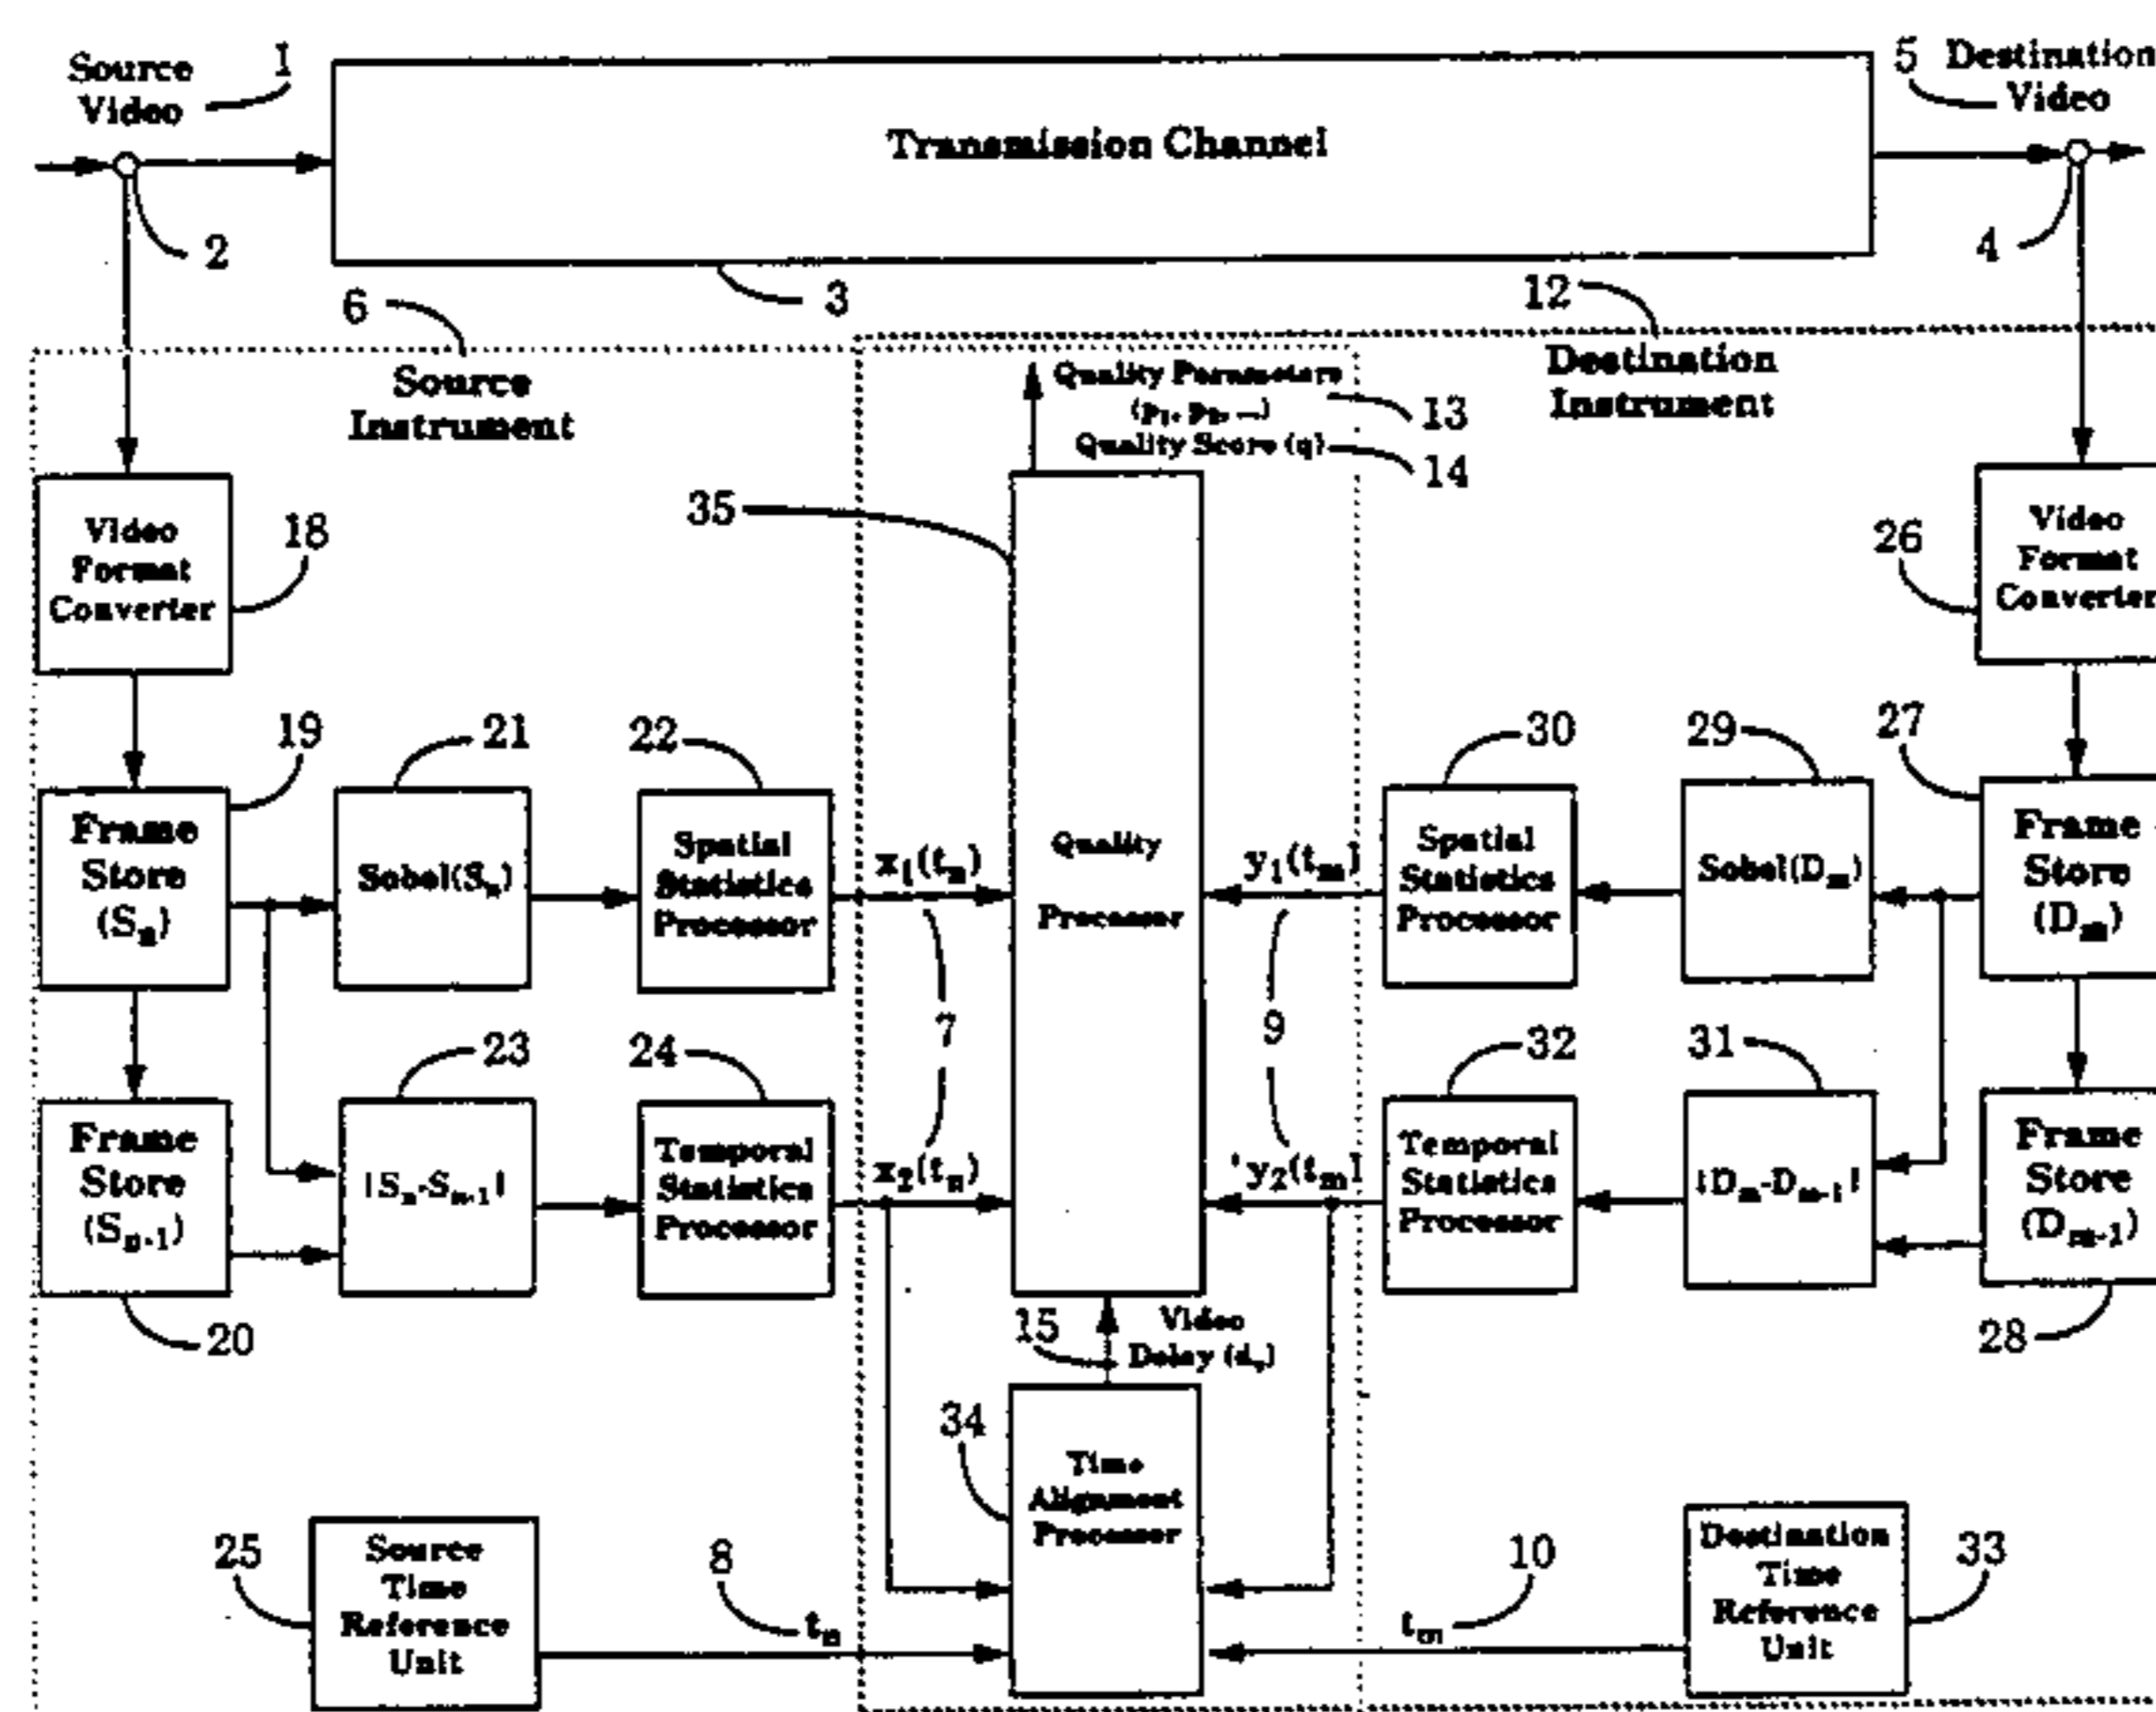 Source
Video
1
5
Destination
Video
Transmission Channel
2
4
3
6
12
Source
Instrument
Quality Parameters
(p₁, p₂, ...)
Quality Score (q)
13
14
Destination
Instrument
35
Video
Format
Converter
18
26
Video
Format
Converter
19
21
22
30
29
27
Frame
Store
(Sₙ)
Sobel(Sₙ)
Spatial
Statistics
Processor
x₁(tₙ)
Quality
Processor
y₁(tₘ)
Spatial
Statistics
Processor
Sobel(Dₘ)
Frame
Store
(Dₘ)
7
9
23
24
32
31
Frame
Store
(Sₙ₋₁)
|Sₙ-Sₙ₋₁|
Temporal
Statistics
Processor
x₂(tₙ)
y₂(tₘ)
Temporal
Statistics
Processor
|Dₘ-Dₘ₋₁|
Frame
Store
(Dₘ₋₁)
20
15
Video
Delay (dᵥ)
28
34
Time
Alignment
Processor
25
Source
Time
Reference
Unit
8
tₙ
10
tₘ
Destination
Time
Reference
Unit
33